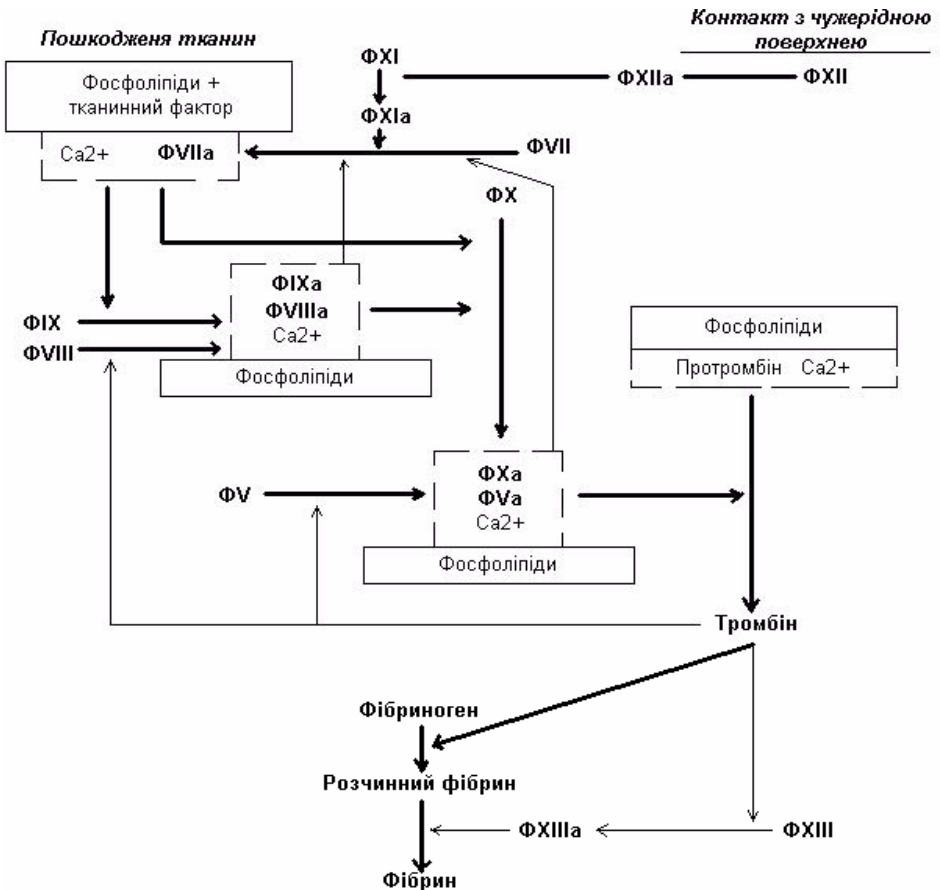 Пошкодженя тканин
Контакт з чужерідною
поверхнею
Фосфоліпіди +
тканинний фактор
Ca2+ ФVIIa
ФXI
ФXIIa
ФXII
ФXIa
ФVII
ФX
ФIXa
ФVIIIa
Ca2+
Фосфоліпіди
ФIX
ФVIII
Фосфоліпіди
Протромбін Ca2+
ФV
ФXa
ФVa
Ca2+
Фосфоліпіди
Тромбін
Фібриноген
Розчинний фібрин
ФXIIIa
ФXIII
Фібрин